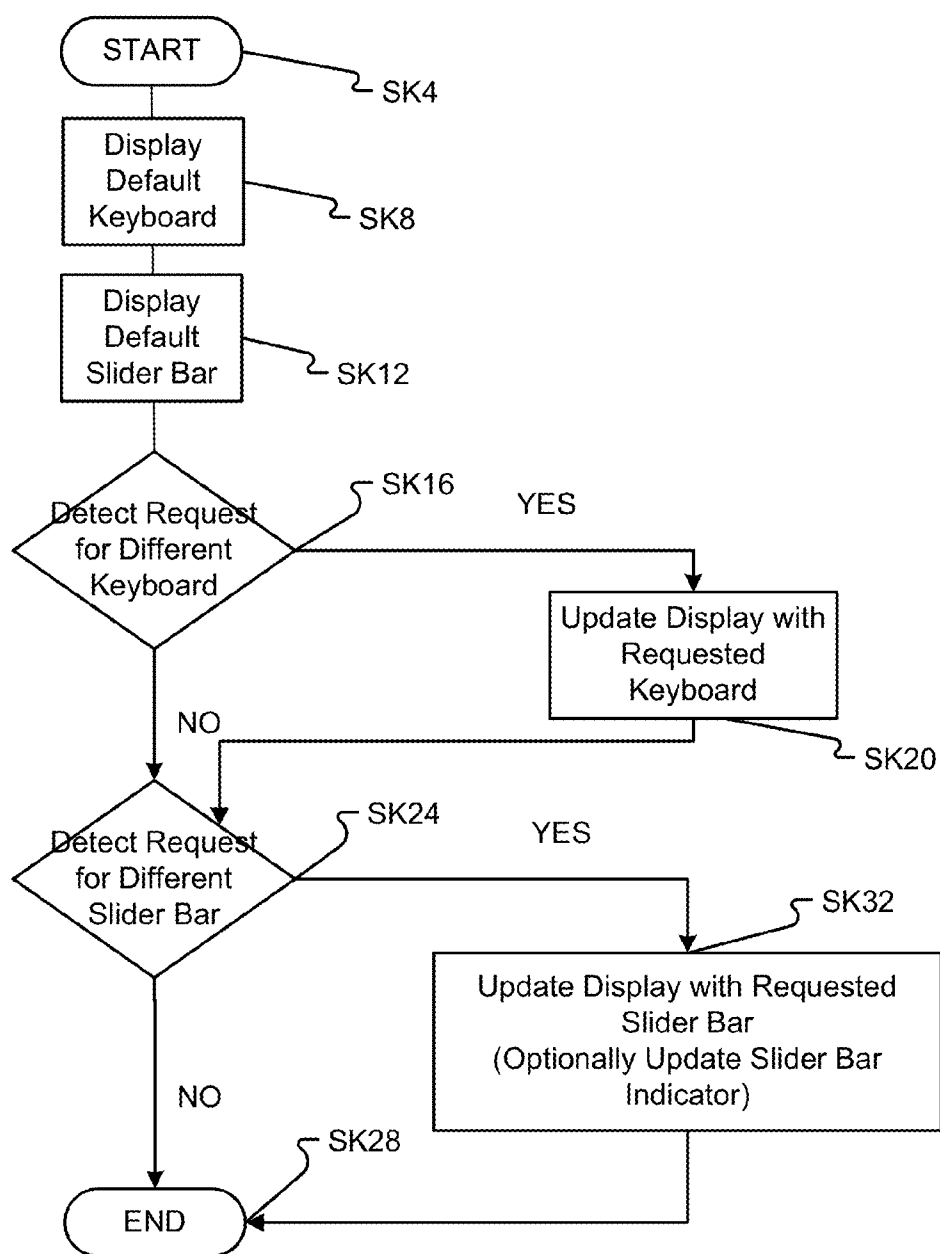 START
SK4
Display
Default
Keyboard
SK8
Display
Default
Slider Bar
SK12
SK16
YES
Detect Request
for Different
Keyboard
Update Display with
Requested
Keyboard
NO
SK20
SK24
YES
Detect Request
for Different
Slider Bar
SK32
Update Display with Requested
Slider Bar
(Optionally Update Slider Bar
Indicator)
NO
SK28
END